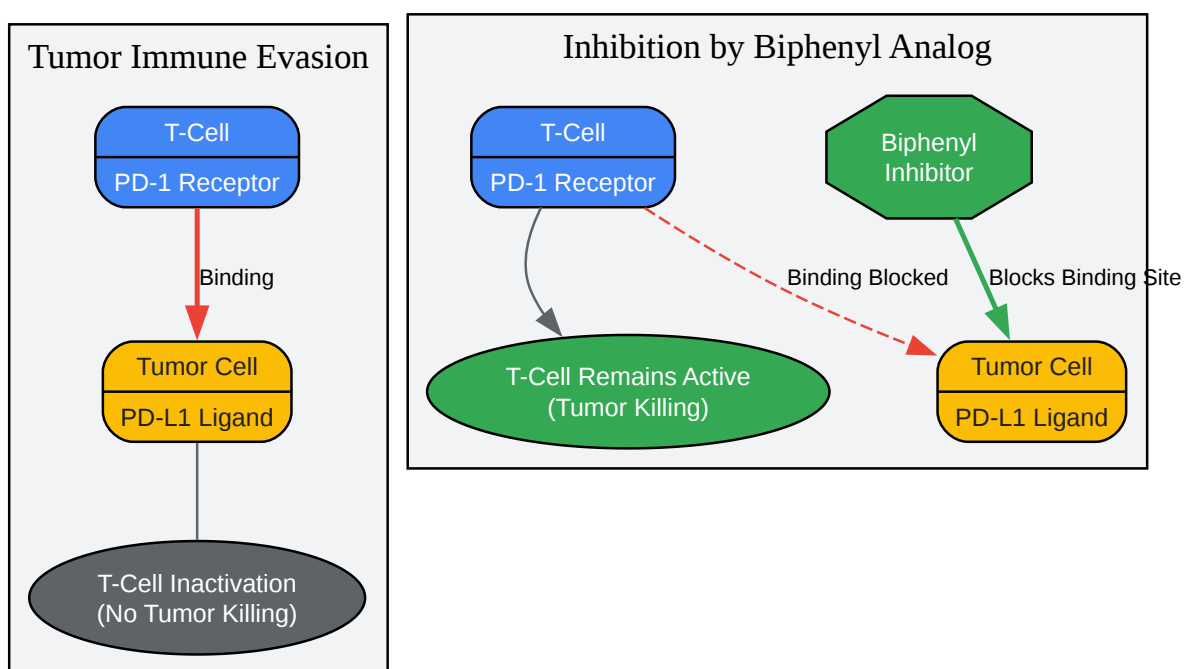 Tumor Immune Evasion
T-Cell
PD-1 Receptor
Binding
Tumor Cell
PD-L1 Ligand
T-Cell Inactivation
(No Tumor Killing)
Inhibition by Biphenyl Analog
T-Cell
PD-1 Receptor
Biphenyl
Inhibitor
Binding Blocked
Blocks Binding Site
T-Cell Remains Active
(Tumor Killing)
Tumor Cell
PD-L1 Ligand